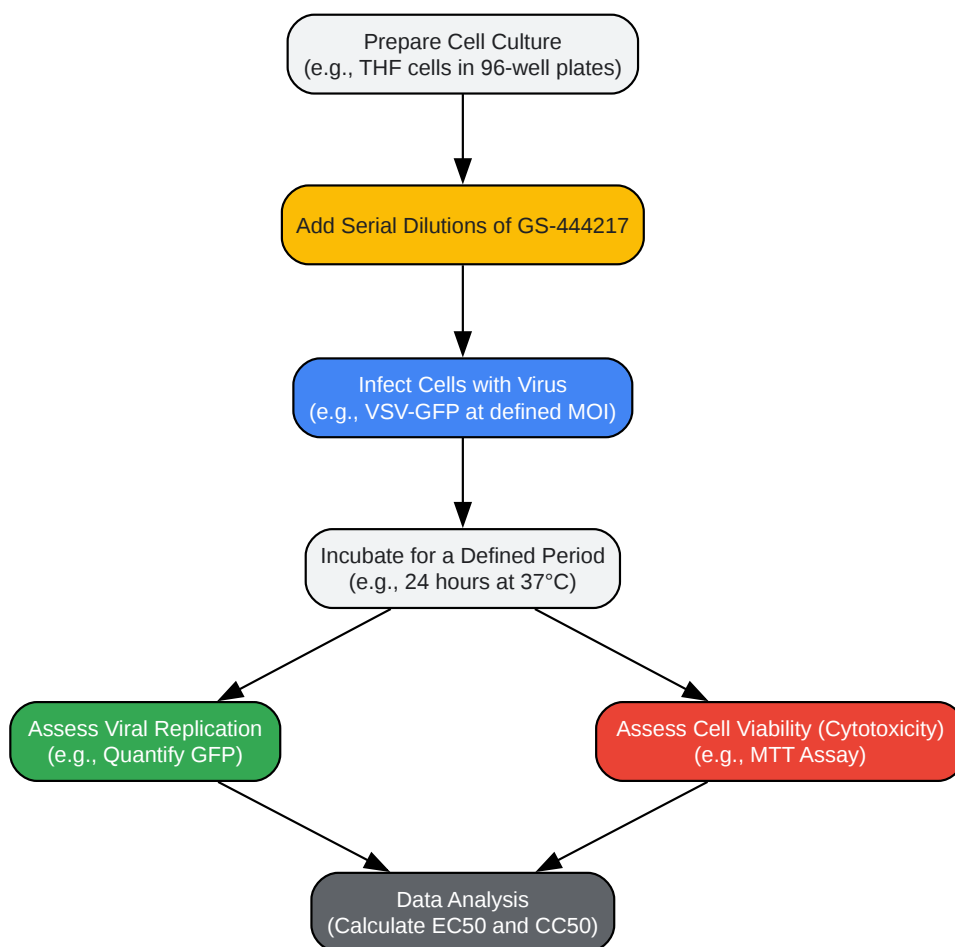 Prepare Cell Culture
(e.g., THF cells in 96-well plates)
Add Serial Dilutions of GS-444217
Infect Cells with Virus
(e.g., VSV-GFP at defined MOI)
Incubate for a Defined Period
(e.g., 24 hours at 37°C)
Assess Viral Replication
(e.g., Quantify GFP)
Assess Cell Viability (Cytotoxicity)
(e.g., MTT Assay)
Data Analysis
(Calculate EC50 and CC50)